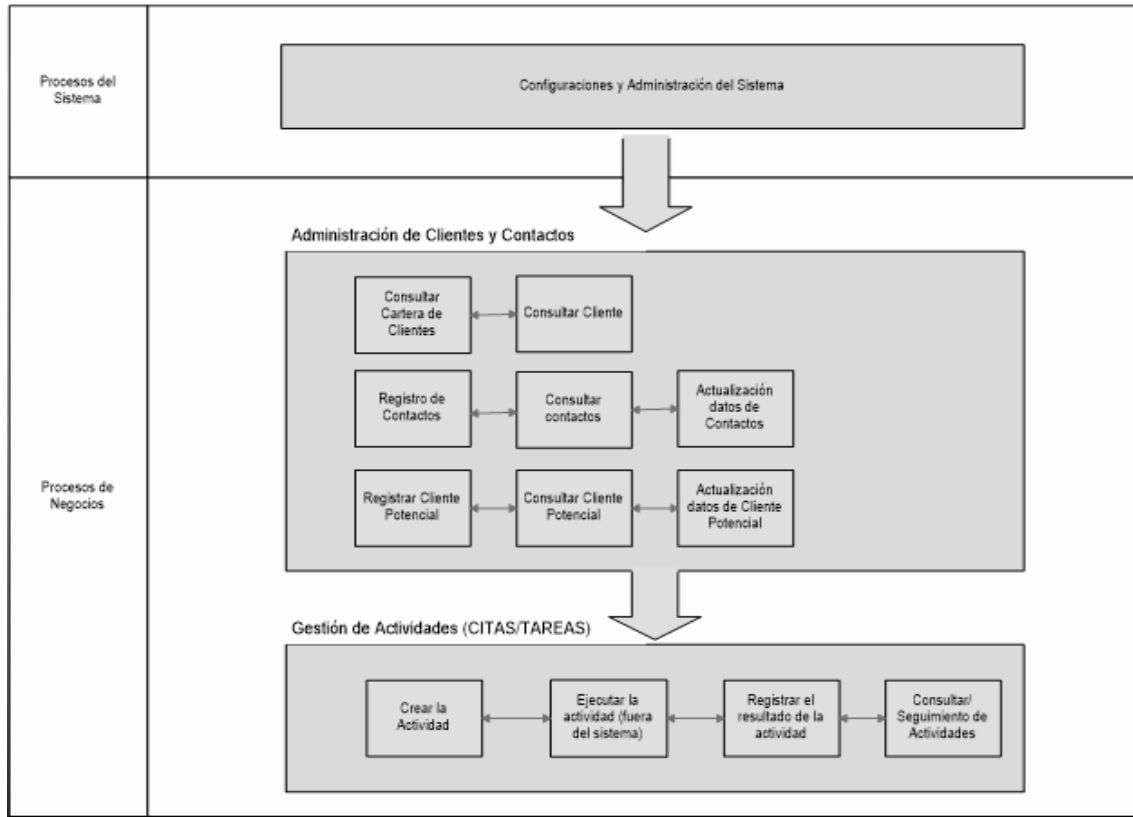 Procesos del
Sistema
Configuraciones y Administración del Sistema
Procesos de
Negocios
Administración de Clientes y Contactos
Consultar
Cartera de
Clientes
Consultar Cliente
Registro de
Contactos
Consultar
contactos
Actualización
datos de
Contactos
Registrar Cliente
Potencial
Consultar Cliente
Potencial
Actualización
datos de Cliente
Potencial
Gestión de Actividades (CITAS/TAREAS)
Crear la
Actividad
Ejecutar la
actividad (fuera
del sistema)
Registrar el
resultado de la
actividad
Consultar/
Seguimiento de
Actividades